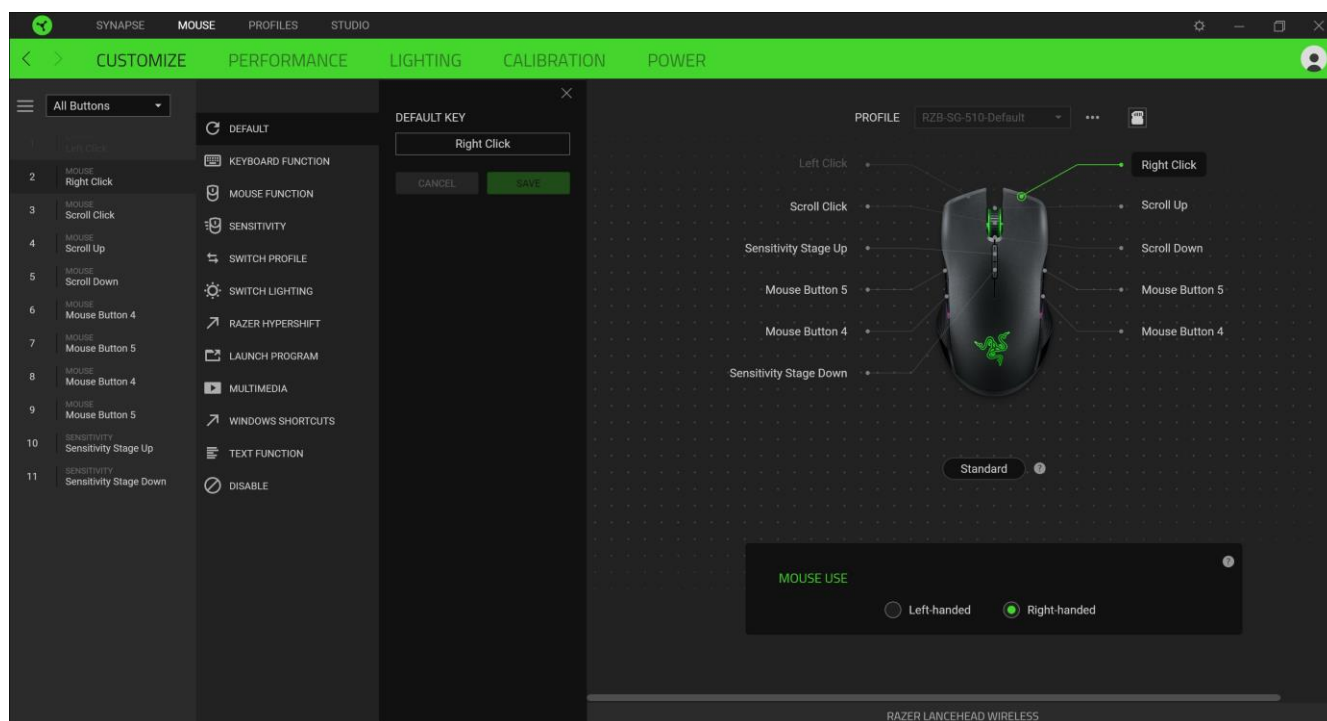 SYNAPSE MOUSE PROFILES STUDIO
CUSTOMIZE PERFORMANCE LIGHTING CALIBRATION POWER
All Buttons
1 Left Click
2 MOUSE
Right Click
3 MOUSE
Scroll Click
4 MOUSE
Scroll Up
5 MOUSE
Scroll Down
6 MOUSE
Mouse Button 4
7 MOUSE
Mouse Button 5
8 MOUSE
Mouse Button 4
9 MOUSE
Mouse Button 5
10 SENSITIVITY
Sensitivity Stage Up
11 SENSITIVITY
Sensitivity Stage Down
DEFAULT
KEYBOARD FUNCTION
MOUSE FUNCTION
SENSITIVITY
SWITCH PROFILE
SWITCH LIGHTING
RAZER HYPERSHIFT
LAUNCH PROGRAM
MULTIMEDIA
WINDOWS SHORTCUTS
TEXT FUNCTION
DISABLE
DEFAULT KEY
Right Click
CANCEL SAVE
PROFILE RZB-SG-510-Default
Left Click Right Click
Scroll Click Scroll Up
Sensitivity Stage Up Scroll Down
Mouse Button 5 Mouse Button 5
Mouse Button 4 Mouse Button 4
Sensitivity Stage Down
Standard ?
?
MOUSE USE
Left-handed Right-handed
RAZER LANCEHEAD WIRELESS